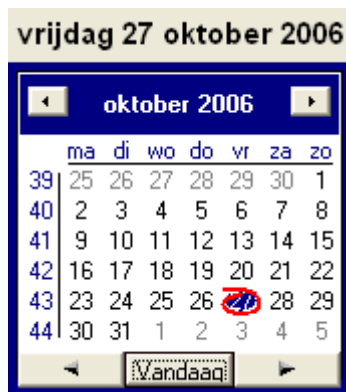 vrijdag 27 oktober 2006
oktober 2006
ma di wo do vr za zo
39 25 26 27 28 29 30 1
40 2 3 4 5 6 7 8
41 9 10 11 12 13 14 15
42 16 17 18 19 20 21 22
43 23 24 25 26 27 28 29
44 30 31 1 2 3 4 5
Vandaag